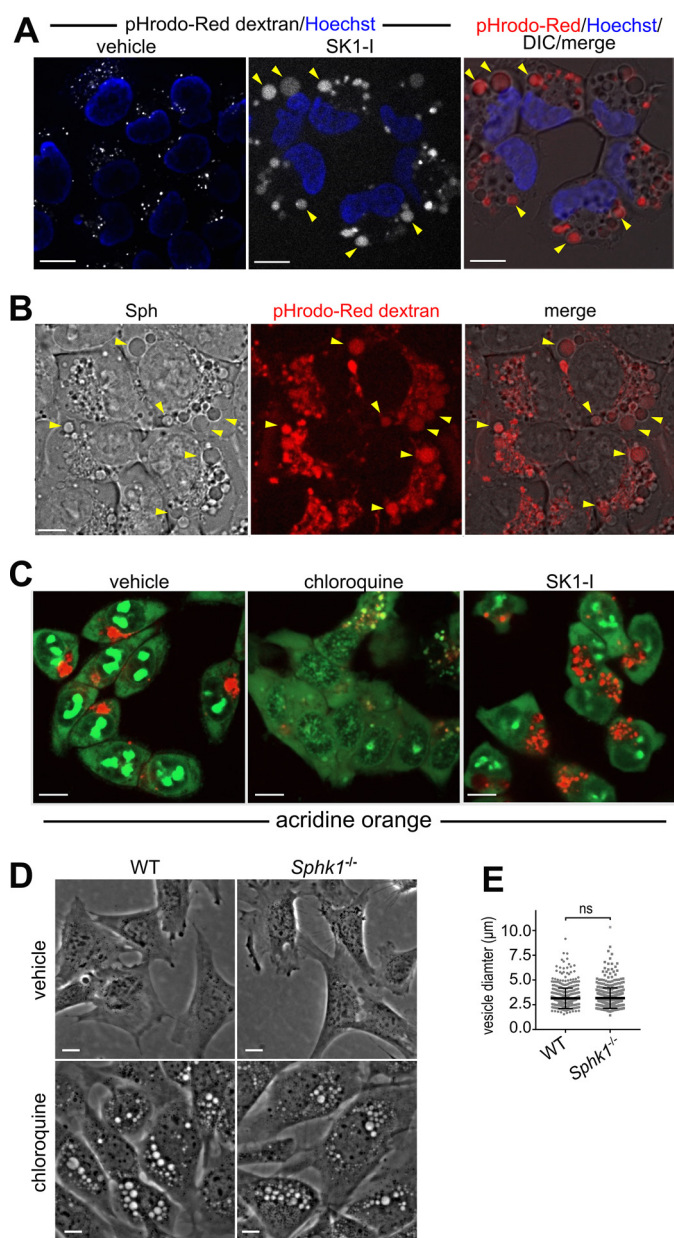 A
pHrodo-Red dextran/Hoechst
vehicle
SK1-I
pHrodo-Red/Hoechst/
DIC/merge
B
Sph
pHrodo-Red dextran
merge
C
vehicle
chloroquine
SK1-I
acridine orange
D
WT
Sphk1-/-
vehicle
chloroquine
E
ns
vesicle diamter (µm)
10.0
7.5
5.0
2.5
0.0
WT
Sphk1-/-